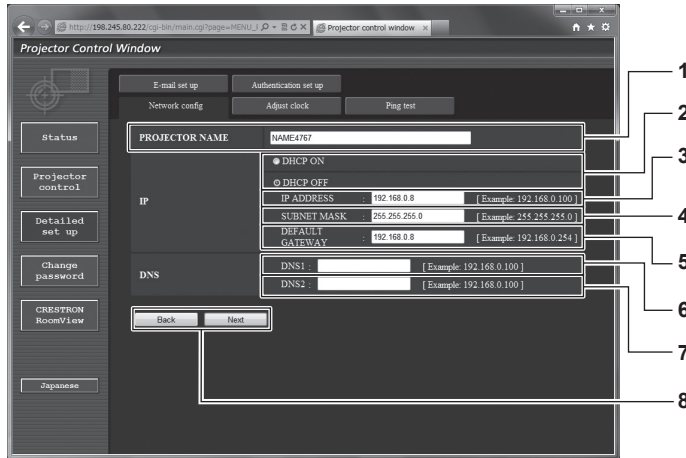 http://198.245.80.222/cgi-bin/main.cgi?page=MENU_I
Projector control window
Projector Control Window
E-mail set up
Authentication set up
Network config
Adjust clock
Ping test
Status
Projector control
Detailed set up
Change password
CRESTRON RoomView
Japanese
PROJECTOR NAME
NAME4767
IP
DHCP ON
DHCP OFF
IP ADDRESS : 192.168.0.8 [ Example: 192.168.0.100 ]
SUBNET MASK : 255.255.255.0 [ Example: 255.255.255.0 ]
DEFAULT GATEWAY : 192.168.0.8 [ Example: 192.168.0.254 ]
DNS
DNS1 : [ Example: 192.168.0.100 ]
DNS2 : [ Example: 192.168.0.100 ]
Back
Next
1
2
3
4
5
6
7
8